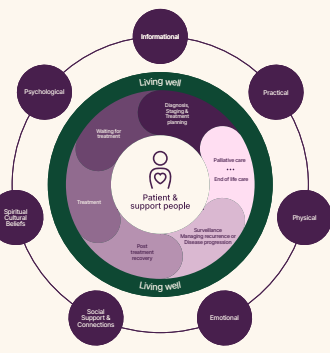 Informational
Living well
Psychological
Practical
Diagnosis,
Staging &
Treatment
planning
Waiting for
treatment
Palliative care
•••
End of life care
Patient &
support people
Treatment
Spiritual
Cultural
Beliefs
Physical
Surveillance
Managing recurrence or
Disease progression
Post
treatment
recovery
Living well
Social
Support &
Connections
Emotional